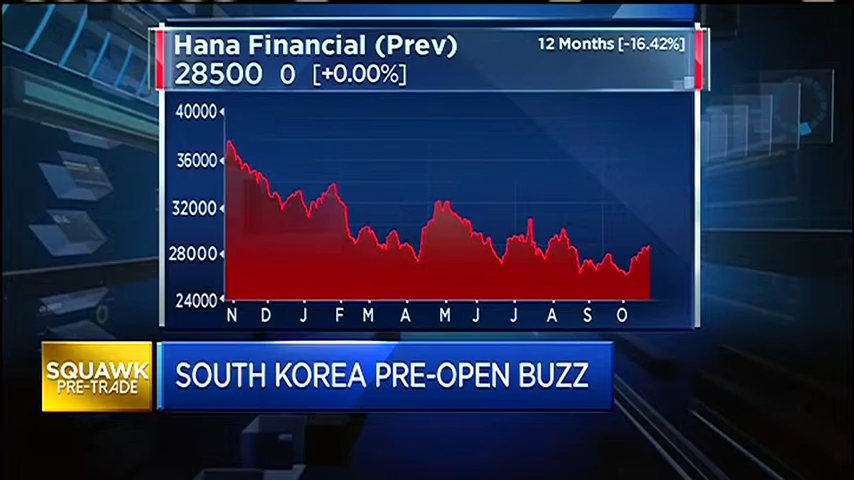 Hana Financial (Prev)
12 Months [-16.42%]
28500 0 [+0.00%]
40000
36000
32000
28000
24000
N D J F M A M J J A S O
SQUAWK
PRE-TRADE
SOUTH KOREA PRE-OPEN BUZZ